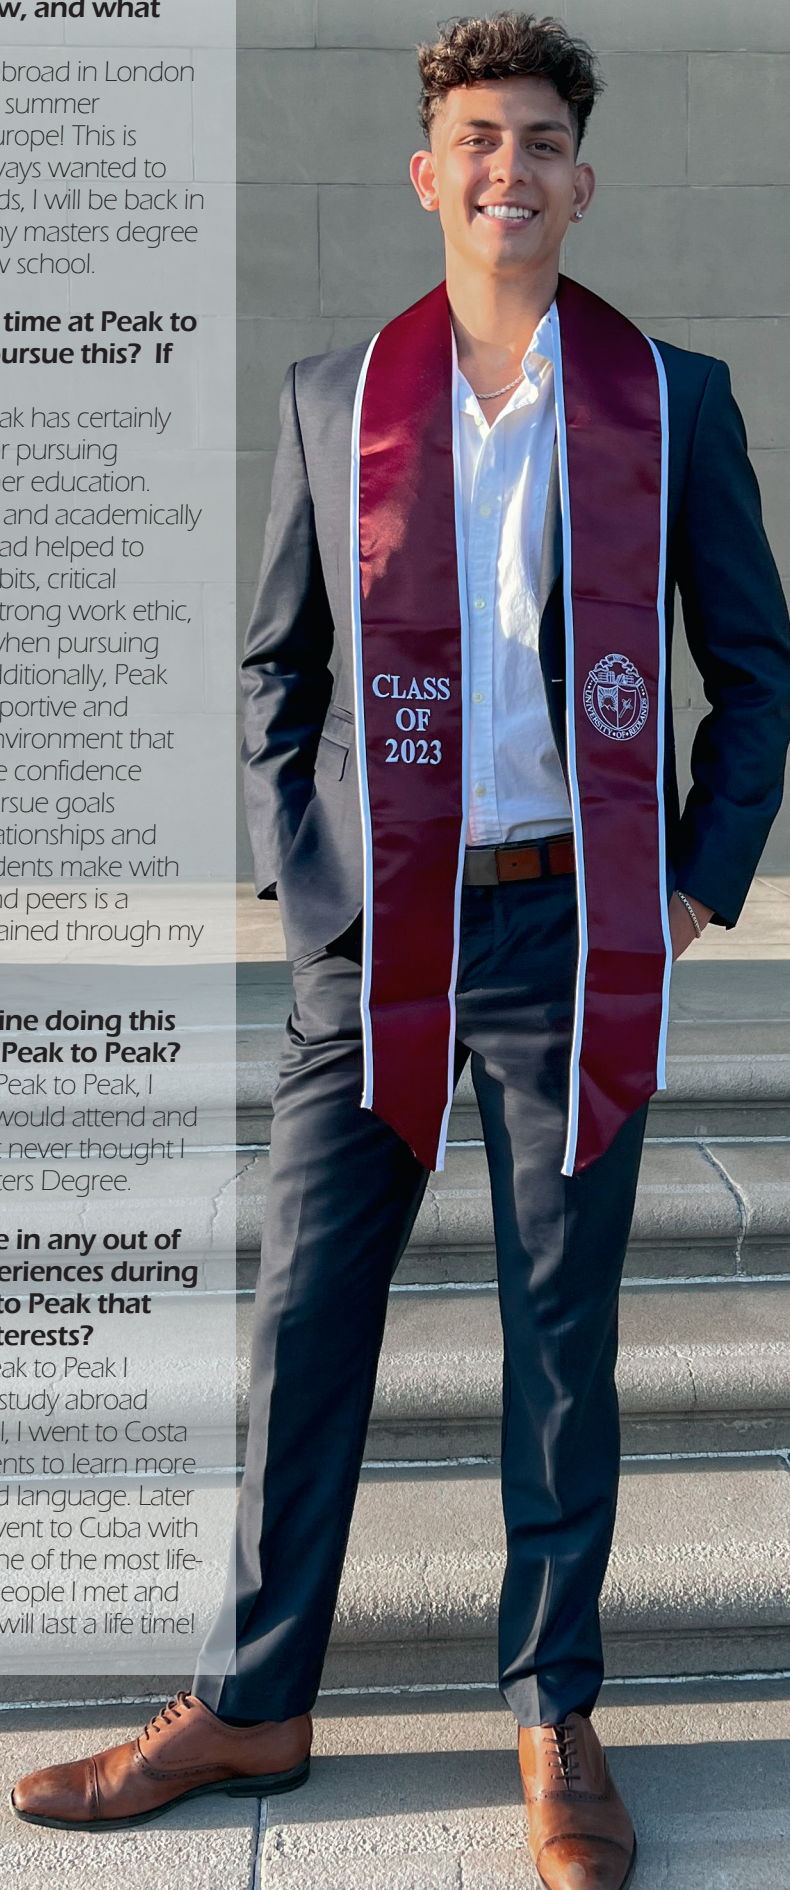 w, and what
broad in London
summer
urope! This is
ways wanted to
ds, I will be back in
ny masters degree
w school.
time at Peak to
oursue this? If
ak has certainly
r pursuing
er education.
and academically
ad helped to
bits, critical
trong work ethic,
when pursuing
dditionally, Peak
portive and
nvironment that
e confidence
rsue goals
ationships and
dents make with
nd peers is a
ained through my
ine doing this
Peak to Peak?
Peak to Peak, I
would attend and
t never thought I
ters Degree.
e in any out of
eriences during
to Peak that
terests?
eak to Peak I
study abroad
l, I went to Costa
ents to learn more
d language. Later
went to Cuba with
ne of the most life-
eople I met and
will last a life time!
CLASS
OF
2023
UNIVERSITY•OF•REDLANDS